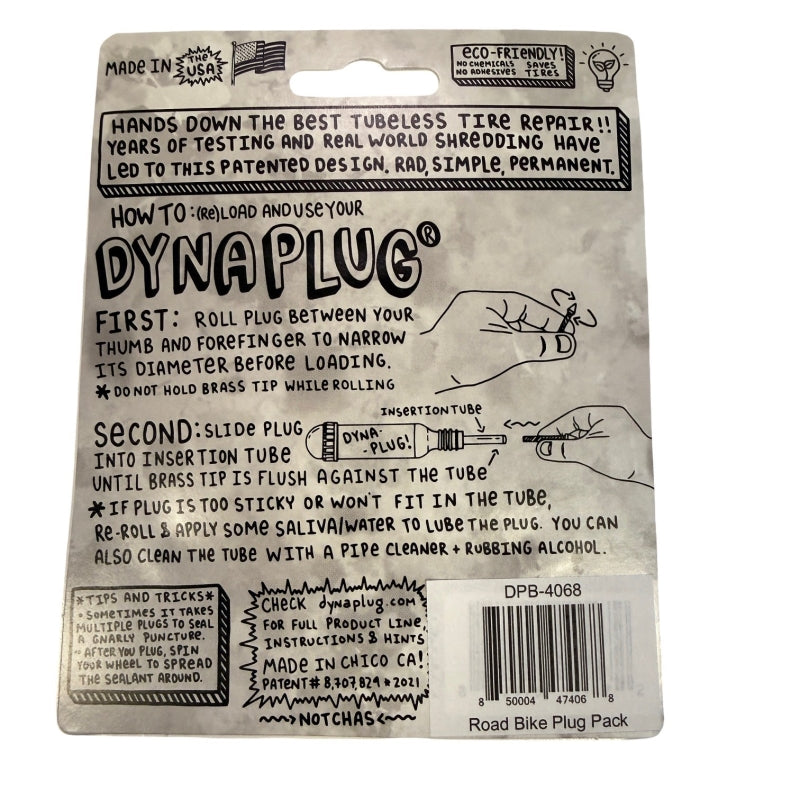 MADE IN THE USA
ECO-FRIENDLY!
NO CHEMICALS SAVES
NO ADHESIVES TIRES
HANDS DOWN THE BEST TUBELESS TIRE REPAIR!!
YEARS OF TESTING AND REAL WORLD SHREDDING HAVE
LED TO THIS PATENTED DESIGN. RAD, SIMPLE, PERMANENT.
HOW TO: (RE)LOAD AND USE YOUR
DYNAPLUG®
FIRST: ROLL PLUG BETWEEN YOUR
THUMB AND FOREFINGER TO NARROW
ITS DIAMETER BEFORE LOADING.
* DO NOT HOLD BRASS TIP WHILE ROLLING
INSERTION TUBE
SECOND: SLIDE PLUG
INTO INSERTION TUBE
UNTIL BRASS TIP IS FLUSH AGAINST THE TUBE
DYNA-
-PLUG!
* IF PLUG IS TOO STICKY OR WON'T FIT IN THE TUBE,
RE-ROLL & APPLY SOME SALIVA/WATER TO LUBE THE PLUG. YOU CAN
ALSO CLEAN THE TUBE WITH A PIPE CLEANER + RUBBING ALCOHOL.
*TIPS AND TRICKS*
• SOMETIMES IT TAKES
MULTIPLE PLUGS TO SEAL
A GNARLY PUNCTURE.
• AFTER YOU PLUG, SPIN
YOUR WHEEL TO SPREAD
THE SEALANT AROUND.
CHECK dynaplug.com
FOR FULL PRODUCT LINE,
INSTRUCTIONS & HINTS
MADE IN CHICO CA!
PATENT# 8,707,829 * 2021
NOTCHAS
DPB-4068
8 50004 47406 8
Road Bike Plug Pack